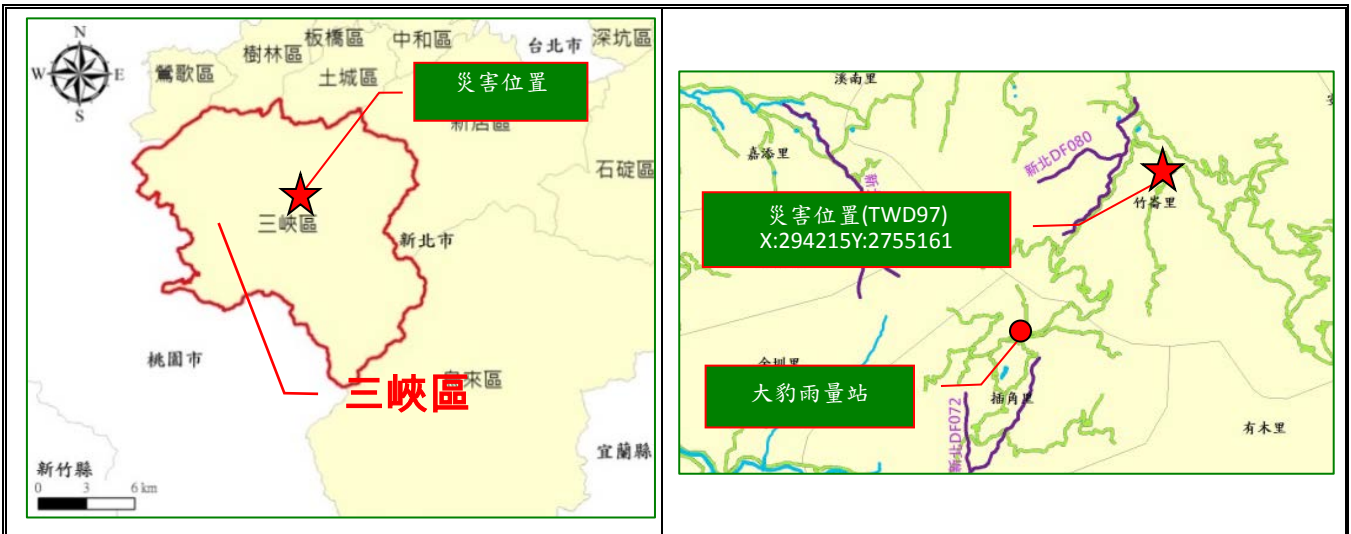 N
W
E
S
樹林區
板橋區
中和區
台北市
深坑區
鶯歌區
土城區
災害位置
新店區
石碇區
三峽區
新北市
桃園市
三峽區
烏來區
新竹縣
宜蘭縣
0 3 6 km
溪南里
嘉添里
新北DF080
竹崙里
災害位置(TWD97)
X:294215Y:2755161
大豹雨量站
插角里
新北DF072
有木里